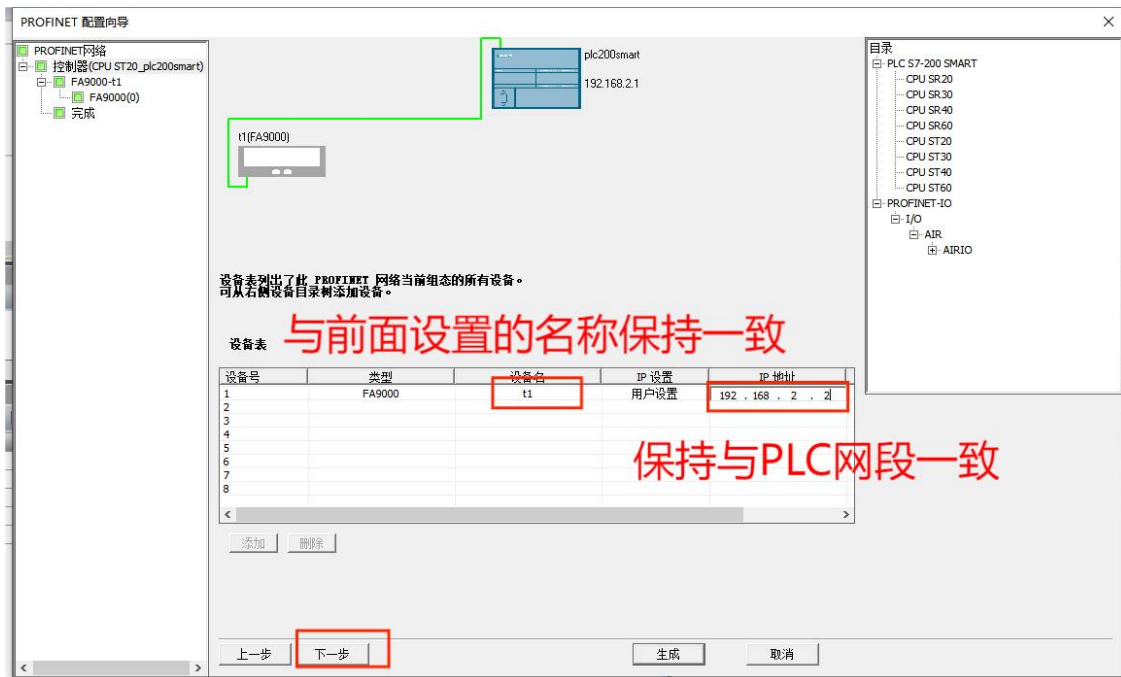 PROFINET 配置向导
PROFINET网络
控制器(CPU ST20_plc200smart)
FA9000-t1
FA9000(0)
完成
plc200smart
192.168.2.1
t1(FA9000)
目录
PLC S7-200 SMART
CPU SR20
CPU SR30
CPU SR40
CPU SR60
CPU ST20
CPU ST30
CPU ST40
CPU ST60
PROFINET-IO
I/O
AIR
AIRIO
设备表列出了此 PROFINET 网络当前组态的所有设备。
可从右侧设备目录树添加设备。
与前面设置的名称保持一致
设备表
设备号 类型 设备名 IP 设置 IP 地址
1 FA9000 t1 用户设置 192 . 168 . 2 . 2
2
3
4
5
6
7
8
保持与PLC网段一致
添加 删除
上一步 下一步 生成 取消